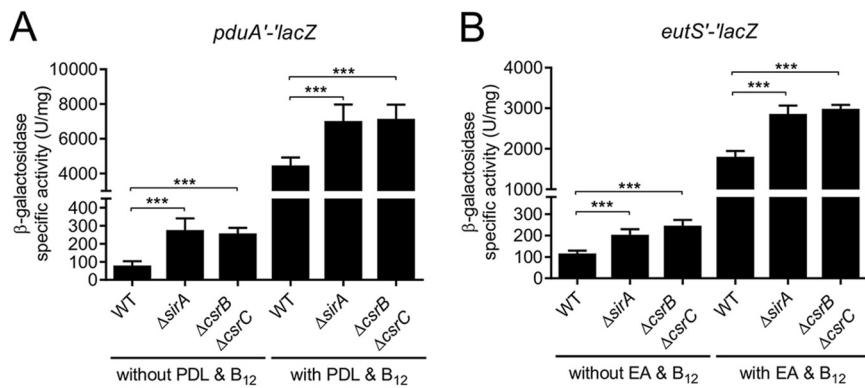 A
pduA'-'lacZ
β-galactosidase
specific activity (U/mg)
10000
8000
6000
4000
400
300
200
100
0
***
***
***
***
WT
ΔsirA
ΔcsrB
ΔcsrC
WT
ΔsirA
ΔcsrB
ΔcsrC
without PDL & B12
with PDL & B12
B
eutS'-'lacZ
β-galactosidase
specific activity (U/mg)
4000
3000
2000
1000
300
200
100
0
***
***
***
***
WT
ΔsirA
ΔcsrB
ΔcsrC
WT
ΔsirA
ΔcsrB
ΔcsrC
without EA & B12
with EA & B12